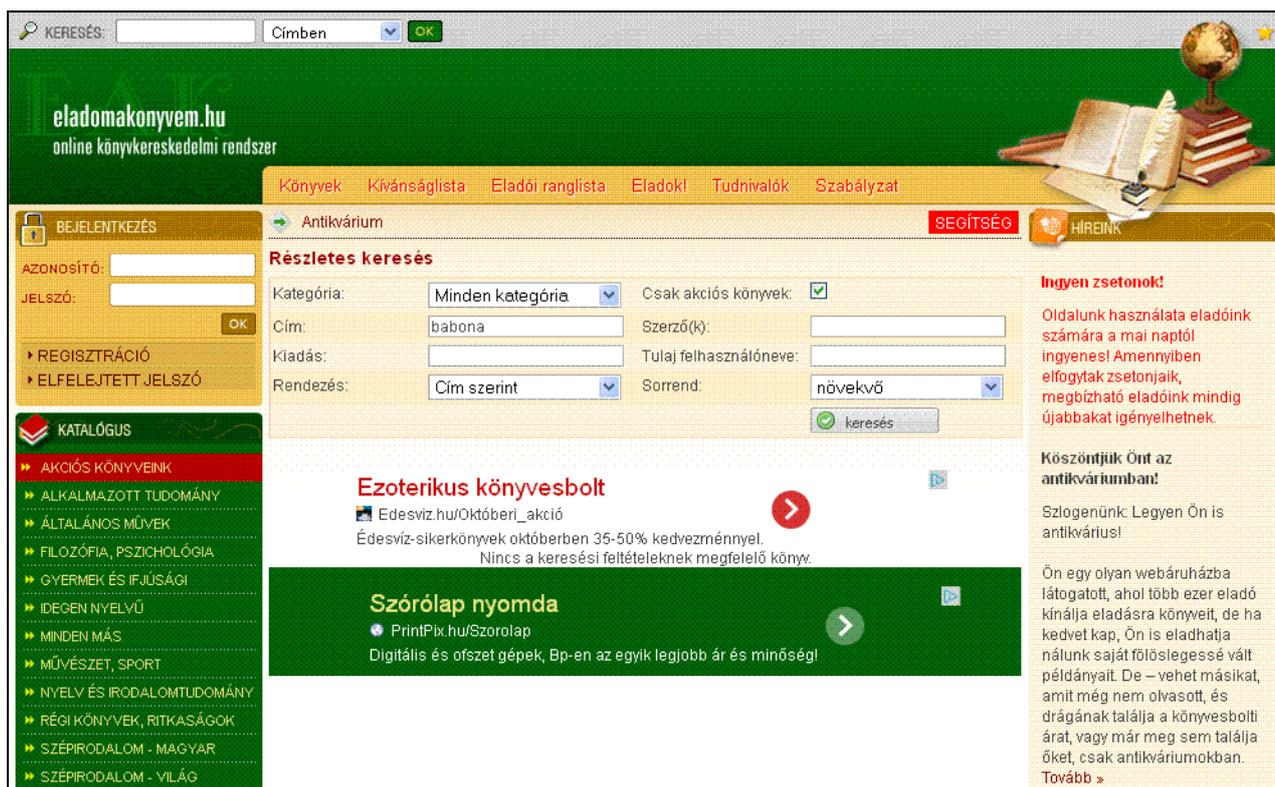 KERESÉS: Címben OK
EAK
eladomakonyvem.hu
online könyvkereskedelmi rendszer
Könyvek Kívánságlista Eladói ranglista Eladok! Tudnivalók Szabályzat
BEJELENTKEZÉS
AZONOSÍTÓ:
JELSZÓ:
OK
REGISZTRÁCIÓ
ELFELEJTETT JELSZÓ
KATALÓGUS
AKCIÓS KÖNYVEINK
ALKALMAZOTT TUDOMÁNY
ÁLTALÁNOS MŰVEK
FILOZÓFIA, PSZICHOLÓGIA
GYERMEK ÉS IFJÚSÁGI
IDEGEN NYELVŰ
MINDEN MÁS
MŰVÉSZET, SPORT
NYELV ÉS IRODALOMTUDOMÁNY
RÉGI KÖNYVEK, RITKASÁGOK
SZÉPIRODALOM - MAGYAR
SZÉPIRODALOM - VILÁG
Antikvárium SEGÍTSÉG
Részletes keresés
Kategória: Minden kategória Csak akciós könyvek:
Cím: babona Szerző(k):
Kiadás: Tulaj felhasználóneve:
Rendezés: Cím szerint Sorrend: növekvő
keresés
Ezoterikus könyvesbolt
Edesviz.hu/Októberi_akció
Édesvíz-sikerkönyvek októberben 35-50% kedvezménnyel.
Nincs a keresési feltételeknek megfelelő könyv.
Szórólap nyomda
PrintPix.hu/Szorolap
Digitális és ofszet gépek, Bp-en az egyik legjobb ár és minőség!
HÍREINK
Ingyen zsetonok!
Oldalunk használata eladóink
számára a mai naptól
ingyenes! Amennyiben
elfogytak zsetonjaik,
megbízható eladóink mindig
újabbakat igényelhetnek.
Köszöntjük Önt az
antikváriumban!
Szlogenünk: Legyen Ön is
antikvárius!
Ön egy olyan webáruházba
látogatott, ahol több ezer eladó
kínálja eladásra könyveit, de ha
kedvet kap, Ön is eladhatja
nálunk saját fölöslegessé vált
példányait. De – vehet másikat,
amit még nem olvasott, és
drágának találja a könyvesbolti
árat, vagy már meg sem találja
őket, csak antikváriumokban.
Tovább »